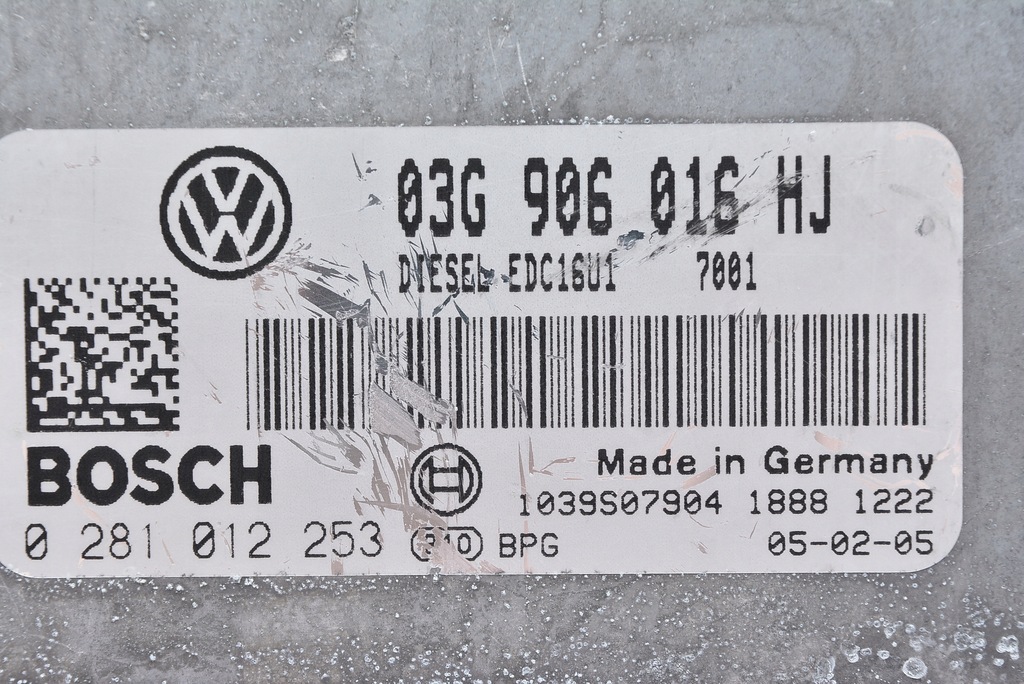 03G 906 016 HJ
DIESEL EDC16U1 7001
BOSCH
Made in Germany
1039S07904 1888 1222
0 281 012 253 BPG 05-02-05